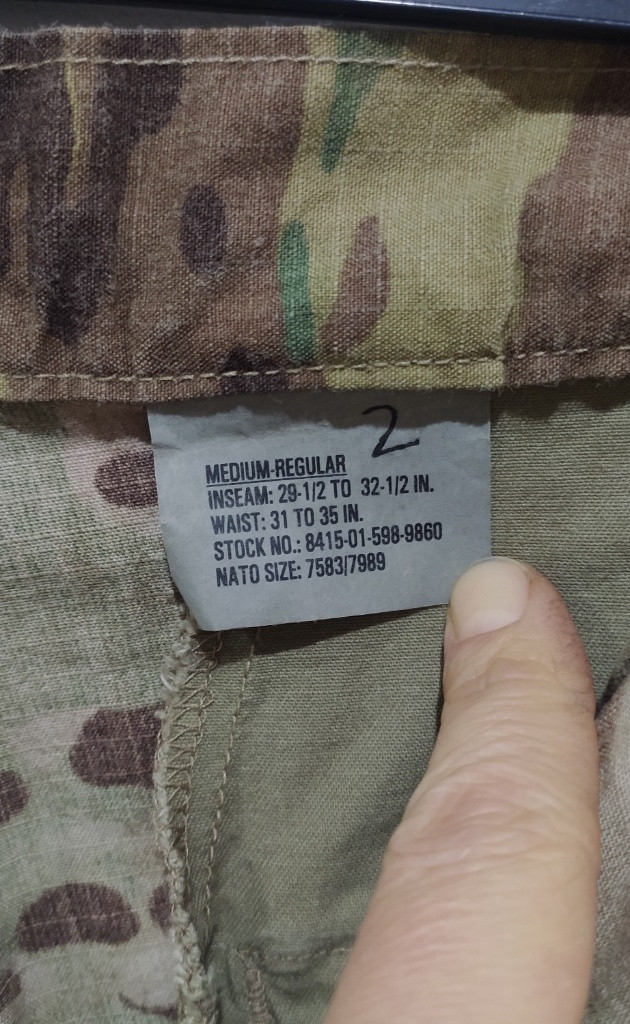 2
MEDIUM-REGULAR
INSEAM: 29-1/2 TO 32-1/2 IN.
WAIST: 31 TO 35 IN.
STOCK NO.: 8415-01-598-9860
NATO SIZE: 7583/7989